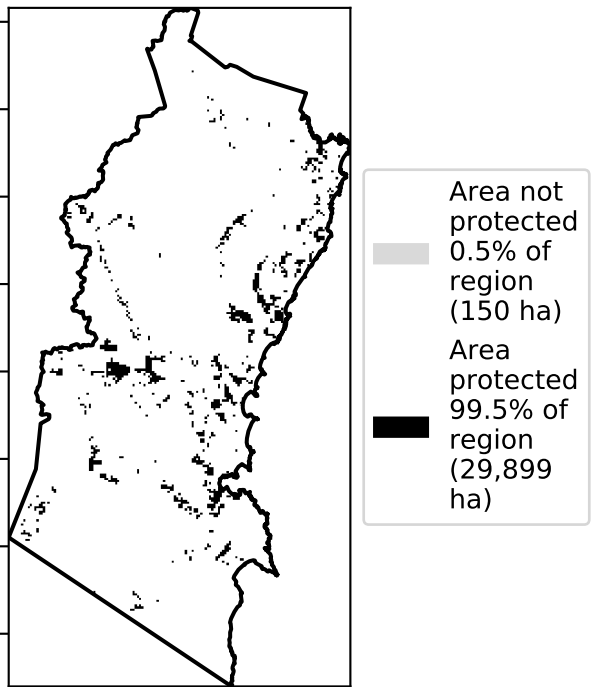 Area not
protected
0.5% of
region
(150 ha)
Area
protected
99.5% of
region
(29,899
ha)